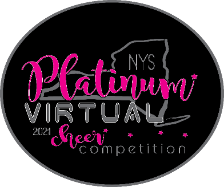 NYS
Platinum
VIRTUAL
2021 cheer
competition